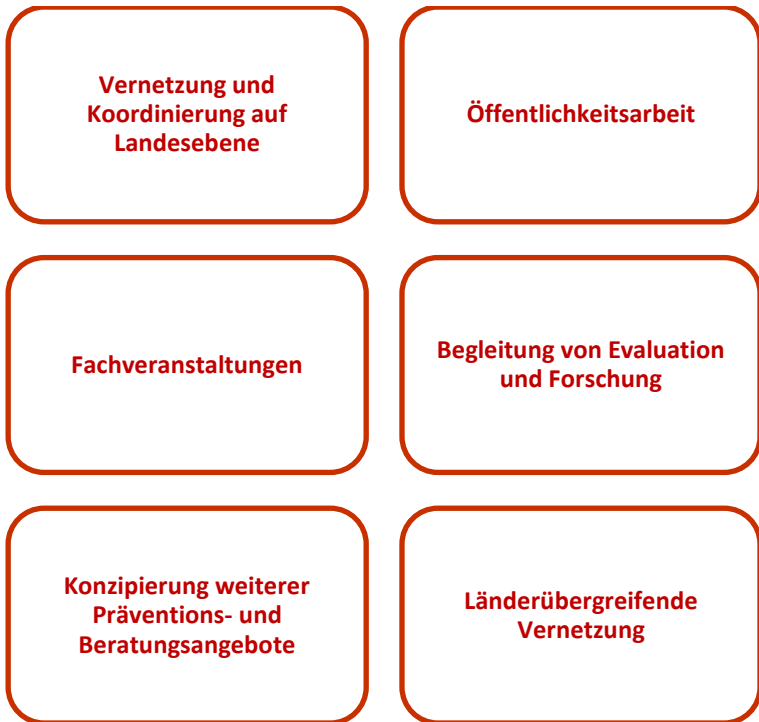 Vernetzung und
Koordinierung auf
Landesebene
Öffentlichkeitsarbeit
Fachveranstaltungen
Begleitung von Evaluation
und Forschung
Konzipierung weiterer
Präventions- und
Beratungsangebote
Länderübergreifende
Vernetzung